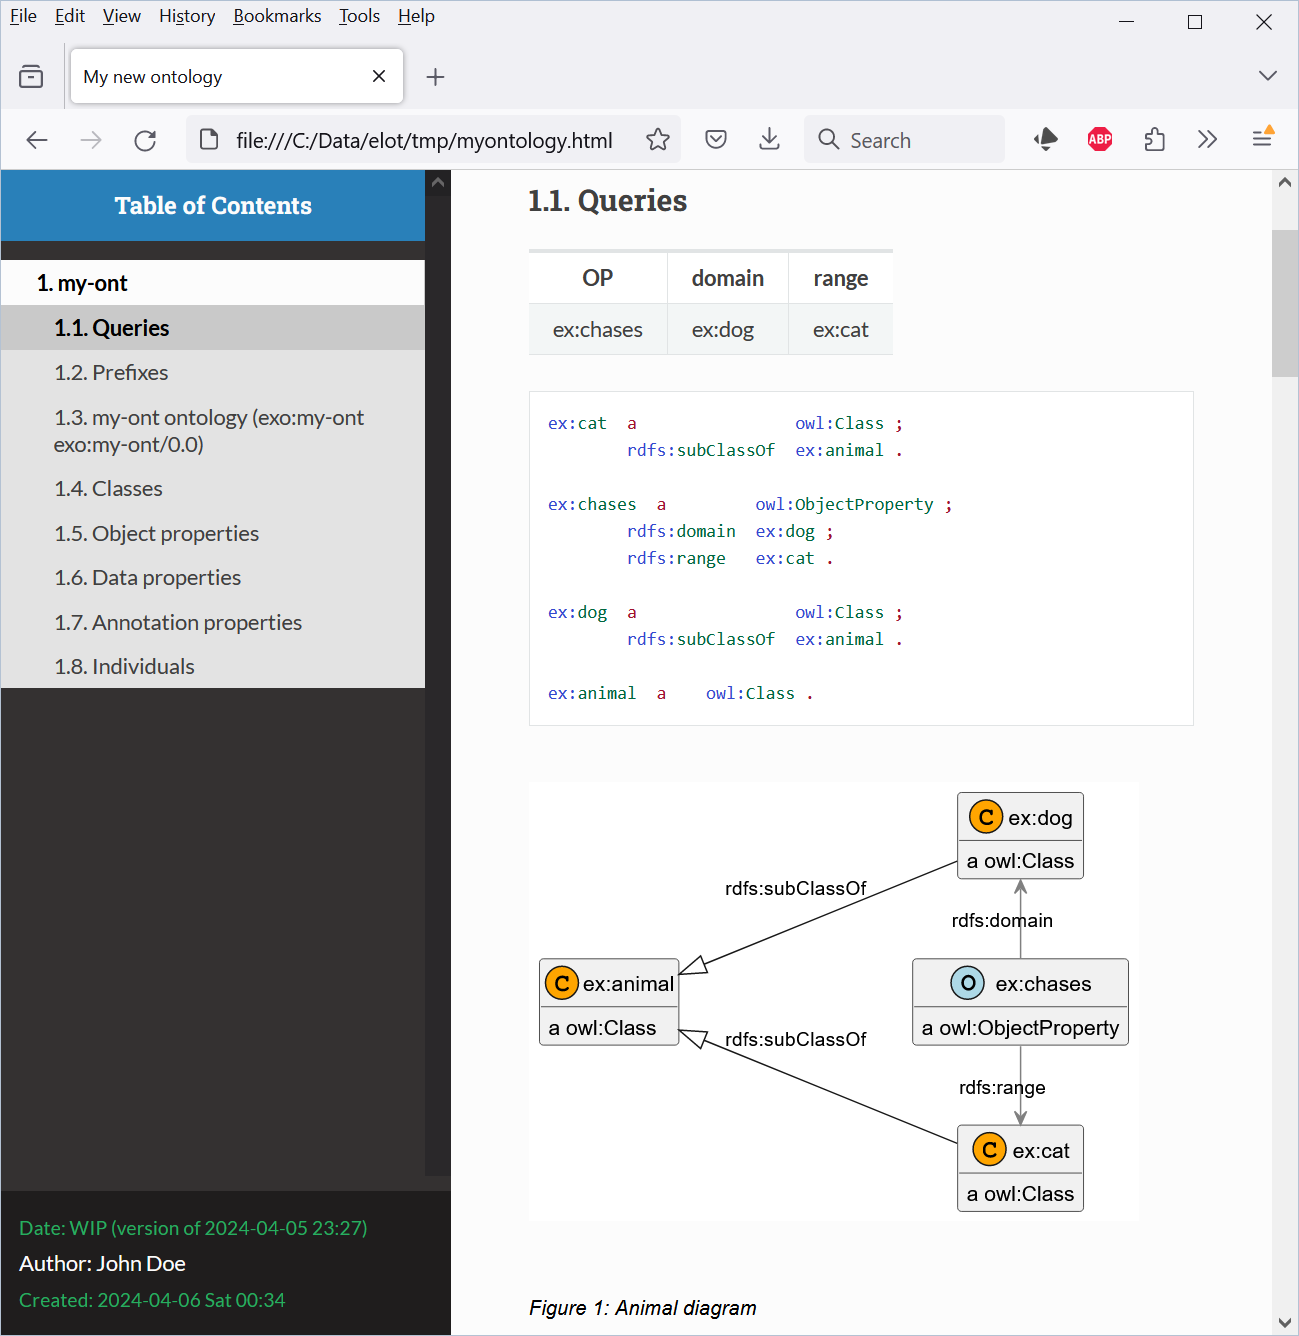 File Edit View History Bookmarks Tools Help
My new ontology
file:///C:/Data/elot/tmp/myontology.html
Search
ABP
Table of Contents
1. my-ont
1.1. Queries
1.2. Prefixes
1.3. my-ont ontology (exo:my-ont
exo:my-ont/0.0)
1.4. Classes
1.5. Object properties
1.6. Data properties
1.7. Annotation properties
1.8. Individuals
Date: WIP (version of 2024-04-05 23:27)
Author: John Doe
Created: 2024-04-06 Sat 00:34
1.1. Queries
OP domain range
ex:chases ex:dog ex:cat
ex:cat a owl:Class ;
rdfs:subClassOf ex:animal .
ex:chases a owl:ObjectProperty ;
rdfs:domain ex:dog ;
rdfs:range ex:cat .
ex:dog a owl:Class ;
rdfs:subClassOf ex:animal .
ex:animal a owl:Class .
C ex:dog
a owl:Class
rdfs:subClassOf
rdfs:domain
C ex:animal
a owl:Class
O ex:chases
a owl:ObjectProperty
rdfs:subClassOf
rdfs:range
C ex:cat
a owl:Class
Figure 1: Animal diagram